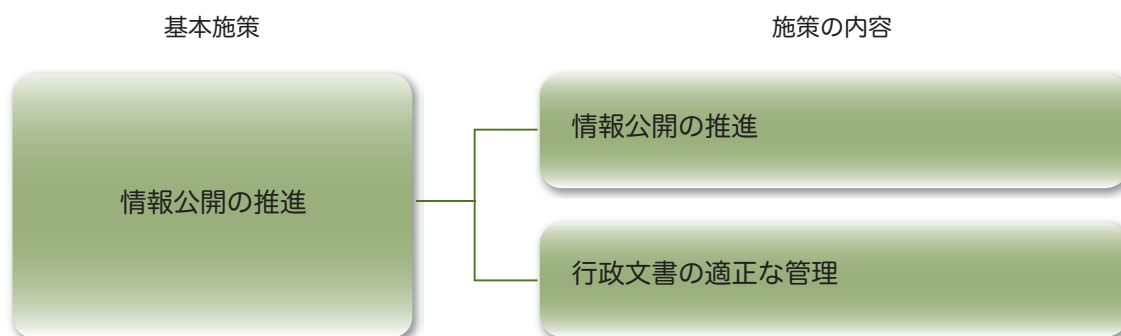 基本施策
施策の内容
情報公開の推進
情報公開の推進
行政文書の適正な管理